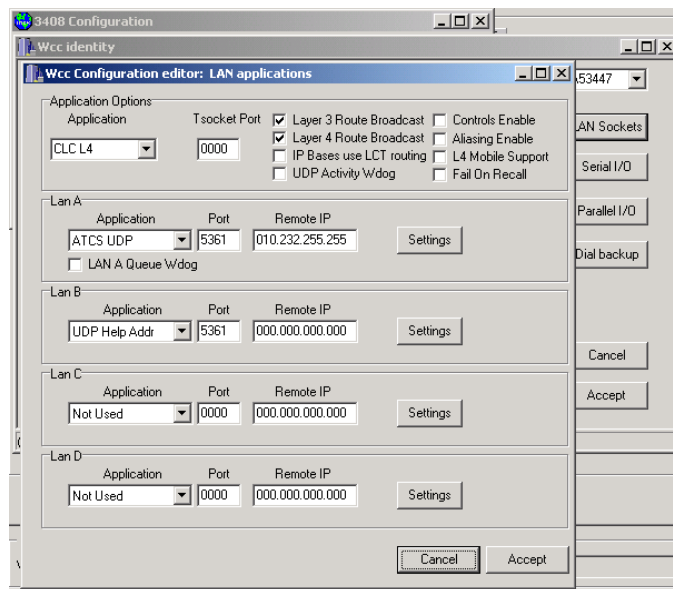 3408 Configuration
Wcc identity
Wcc Configuration editor: LAN applications
Application Options
Application
Tsocket Port
CLC L4
0000
Layer 3 Route Broadcast
Layer 4 Route Broadcast
IP Bases use LCT routing
UDP Activity Wdog
Controls Enable
Aliasing Enable
L4 Mobile Support
Fail On Recall
Lan A
Application Port Remote IP
ATCS UDP 5361 010.232.255.255 Settings
LAN A Queue Wdog
Lan B
Application Port Remote IP
UDP Help Addr 5361 000.000.000.000 Settings
Lan C
Application Port Remote IP
Not Used 0000 000.000.000.000 Settings
Lan D
Application Port Remote IP
Not Used 0000 000.000.000.000 Settings
Cancel Accept
53447
LAN Sockets
Serial I/O
Parallel I/O
Dial backup
Cancel
Accept